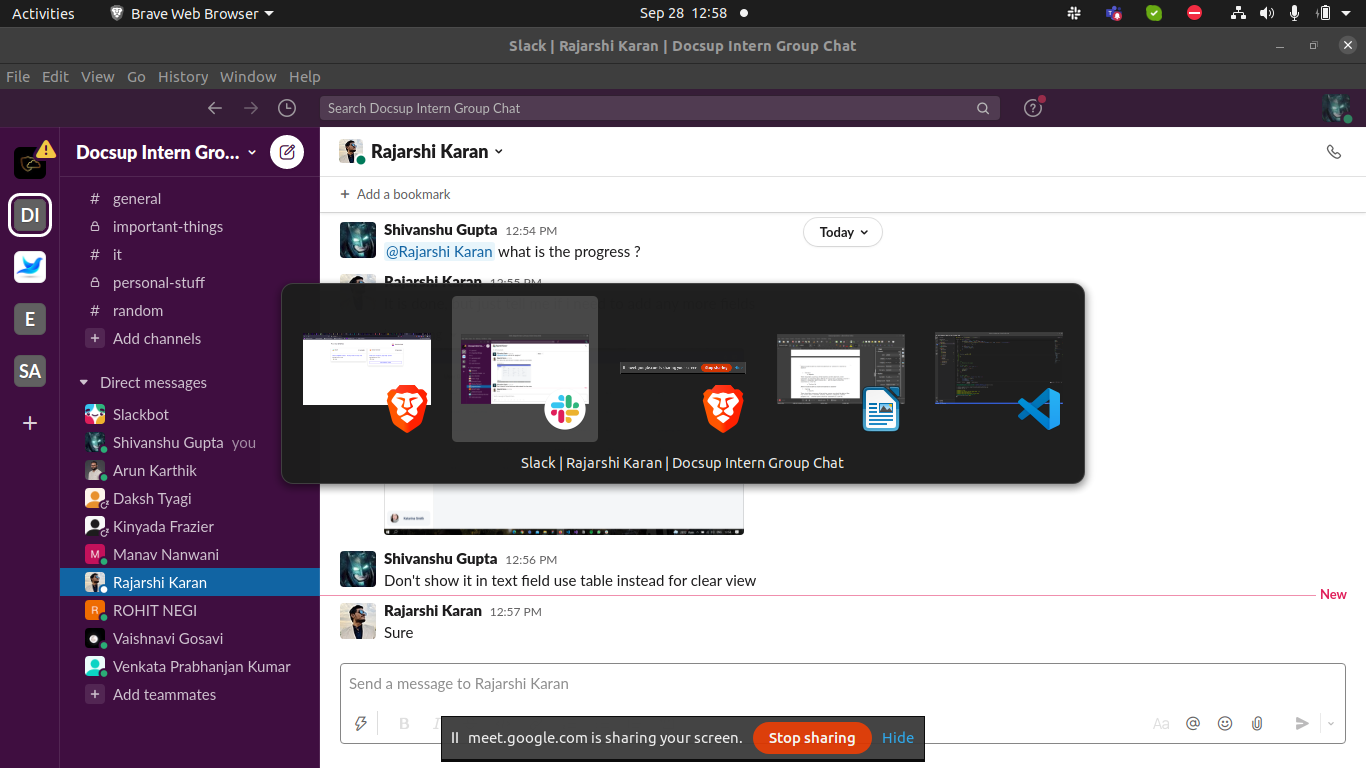 Activities
Brave Web Browser
Sep 28 12:58
Slack | Rajarshi Karan | Docsup Intern Group Chat
File Edit View Go History Window Help
Search Docsup Intern Group Chat
Docsup Intern Gro...
Rajarshi Karan
Add a bookmark
DI
E
SA
# general
important-things
# it
personal-stuff
# random
+ Add channels
Direct messages
Slackbot
Shivanshu Gupta you
Arun Karthik
Daksh Tyagi
Kinyada Frazier
M Manav Nanwani
Rajarshi Karan
R ROHIT NEGI
Vaishnavi Gosavi
Venkata Prabhanjan Kumar
+ Add teammates
Today
Shivanshu Gupta 12:54 PM
@Rajarshi Karan what is the progress ?
Rajarshi Karan 12:55 PM
Slack | Rajarshi Karan | Docsup Intern Group Chat
Shivanshu Gupta 12:56 PM
Don't show it in text field use table instead for clear view
New
Rajarshi Karan 12:57 PM
Sure
Send a message to Rajarshi Karan
B
Aa
meet.google.com is sharing your screen.
Stop sharing
Hide